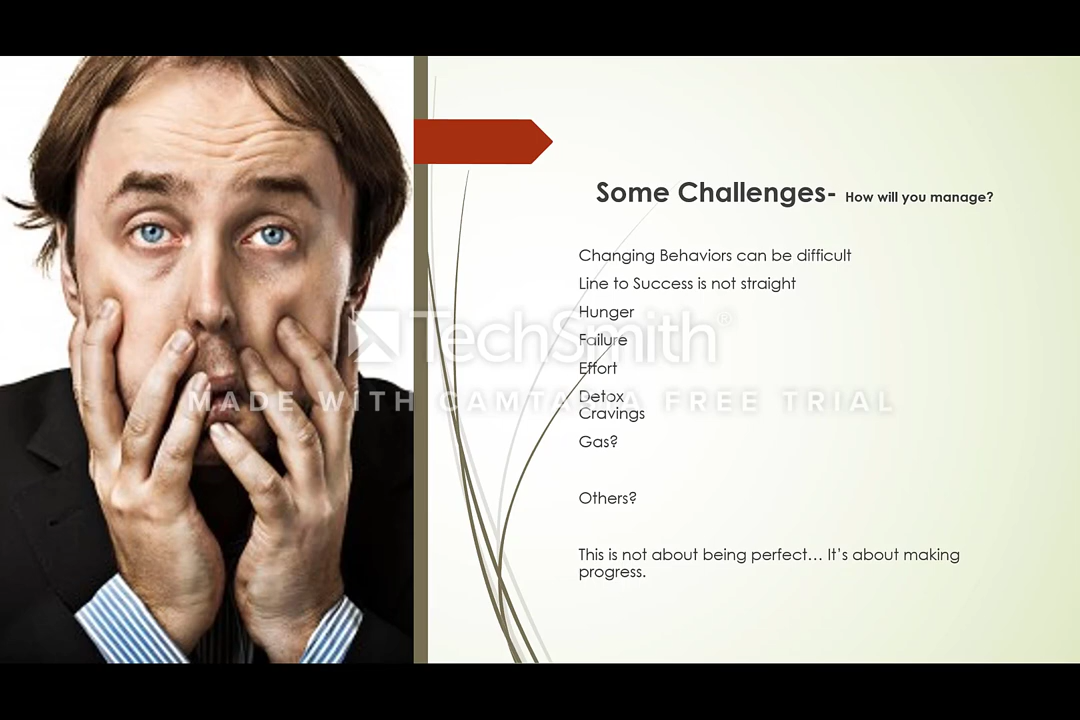 Some Challenges- How will you manage?
Changing Behaviors can be difficult
Line to Success is not straight
Hunger
TechSmith®
Failure
Effort
Detox
MADE WITH CAMTASIA FREE TRIAL
Cravings
Gas?
Others?
This is not about being perfect… It’s about making
progress.